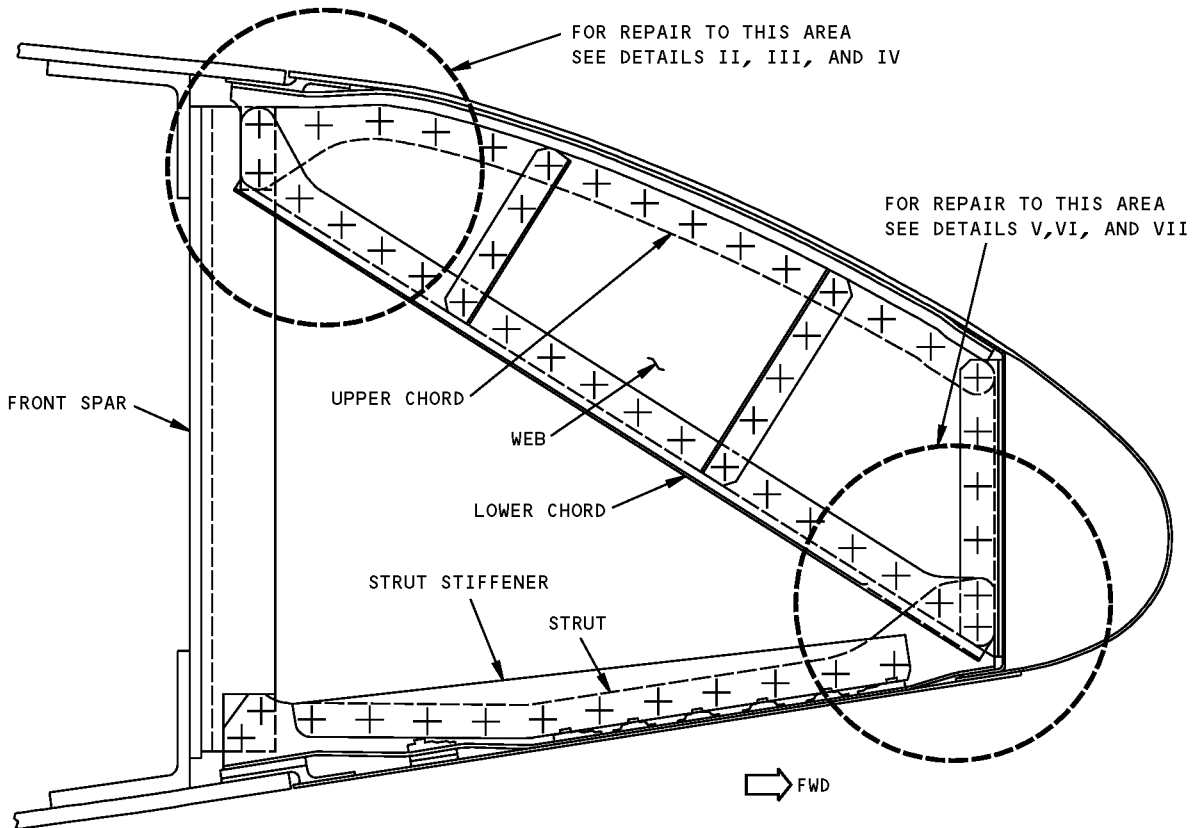 FOR REPAIR TO THIS AREA
SEE DETAILS II, III, AND IV
FOR REPAIR TO THIS AREA
SEE DETAILS V,VI, AND VII
FRONT SPAR
UPPER CHORD
WEB
LOWER CHORD
STRUT STIFFENER
STRUT
FWD